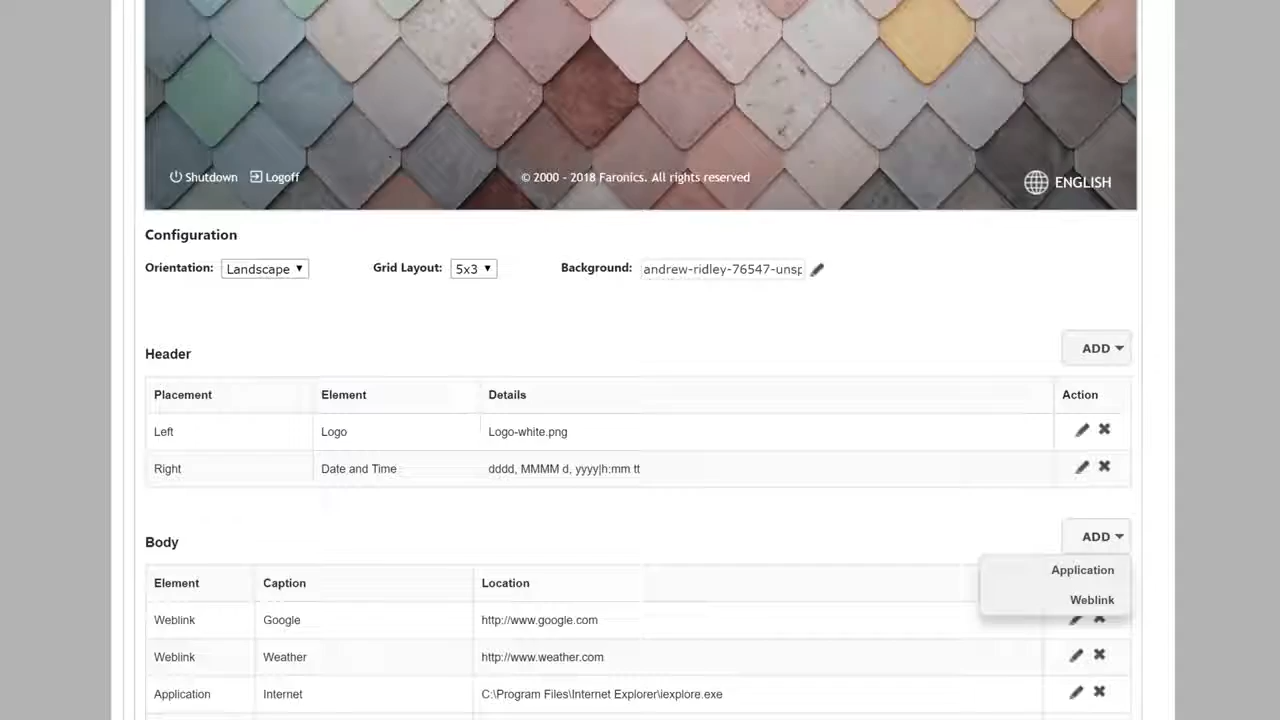 Shutdown Logoff © 2000 - 2018 Faronics. All rights reserved ENGLISH
Configuration
Orientation: Landscape Grid Layout: 5x3 Background: andrew-ridley-76547-unsp
Header ADD
Placement Element Details Action
Left Logo Logo-white.png
Right Date and Time dddd, MMMM d, yyyy|h:mm tt
Body ADD
Application
Weblink
Element Caption Location
Weblink Google http://www.google.com
Weblink Weather http://www.weather.com
Application Internet C:\Program Files\Internet Explorer\iexplore.exe